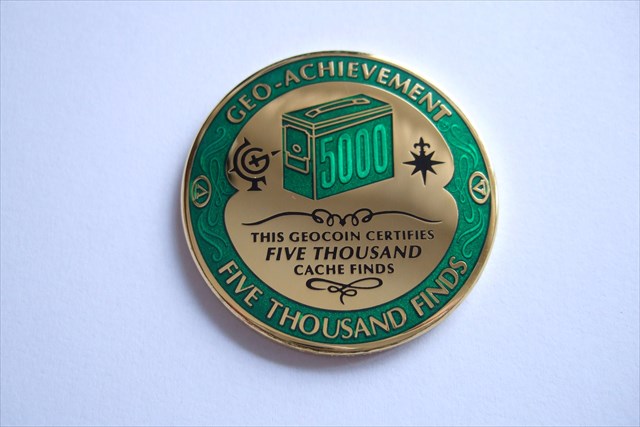 GEO-ACHIEVEMENT
5000
THIS GEOCOIN CERTIFIES
FIVE THOUSAND
CACHE FINDS
FIVE THOUSAND FINDS